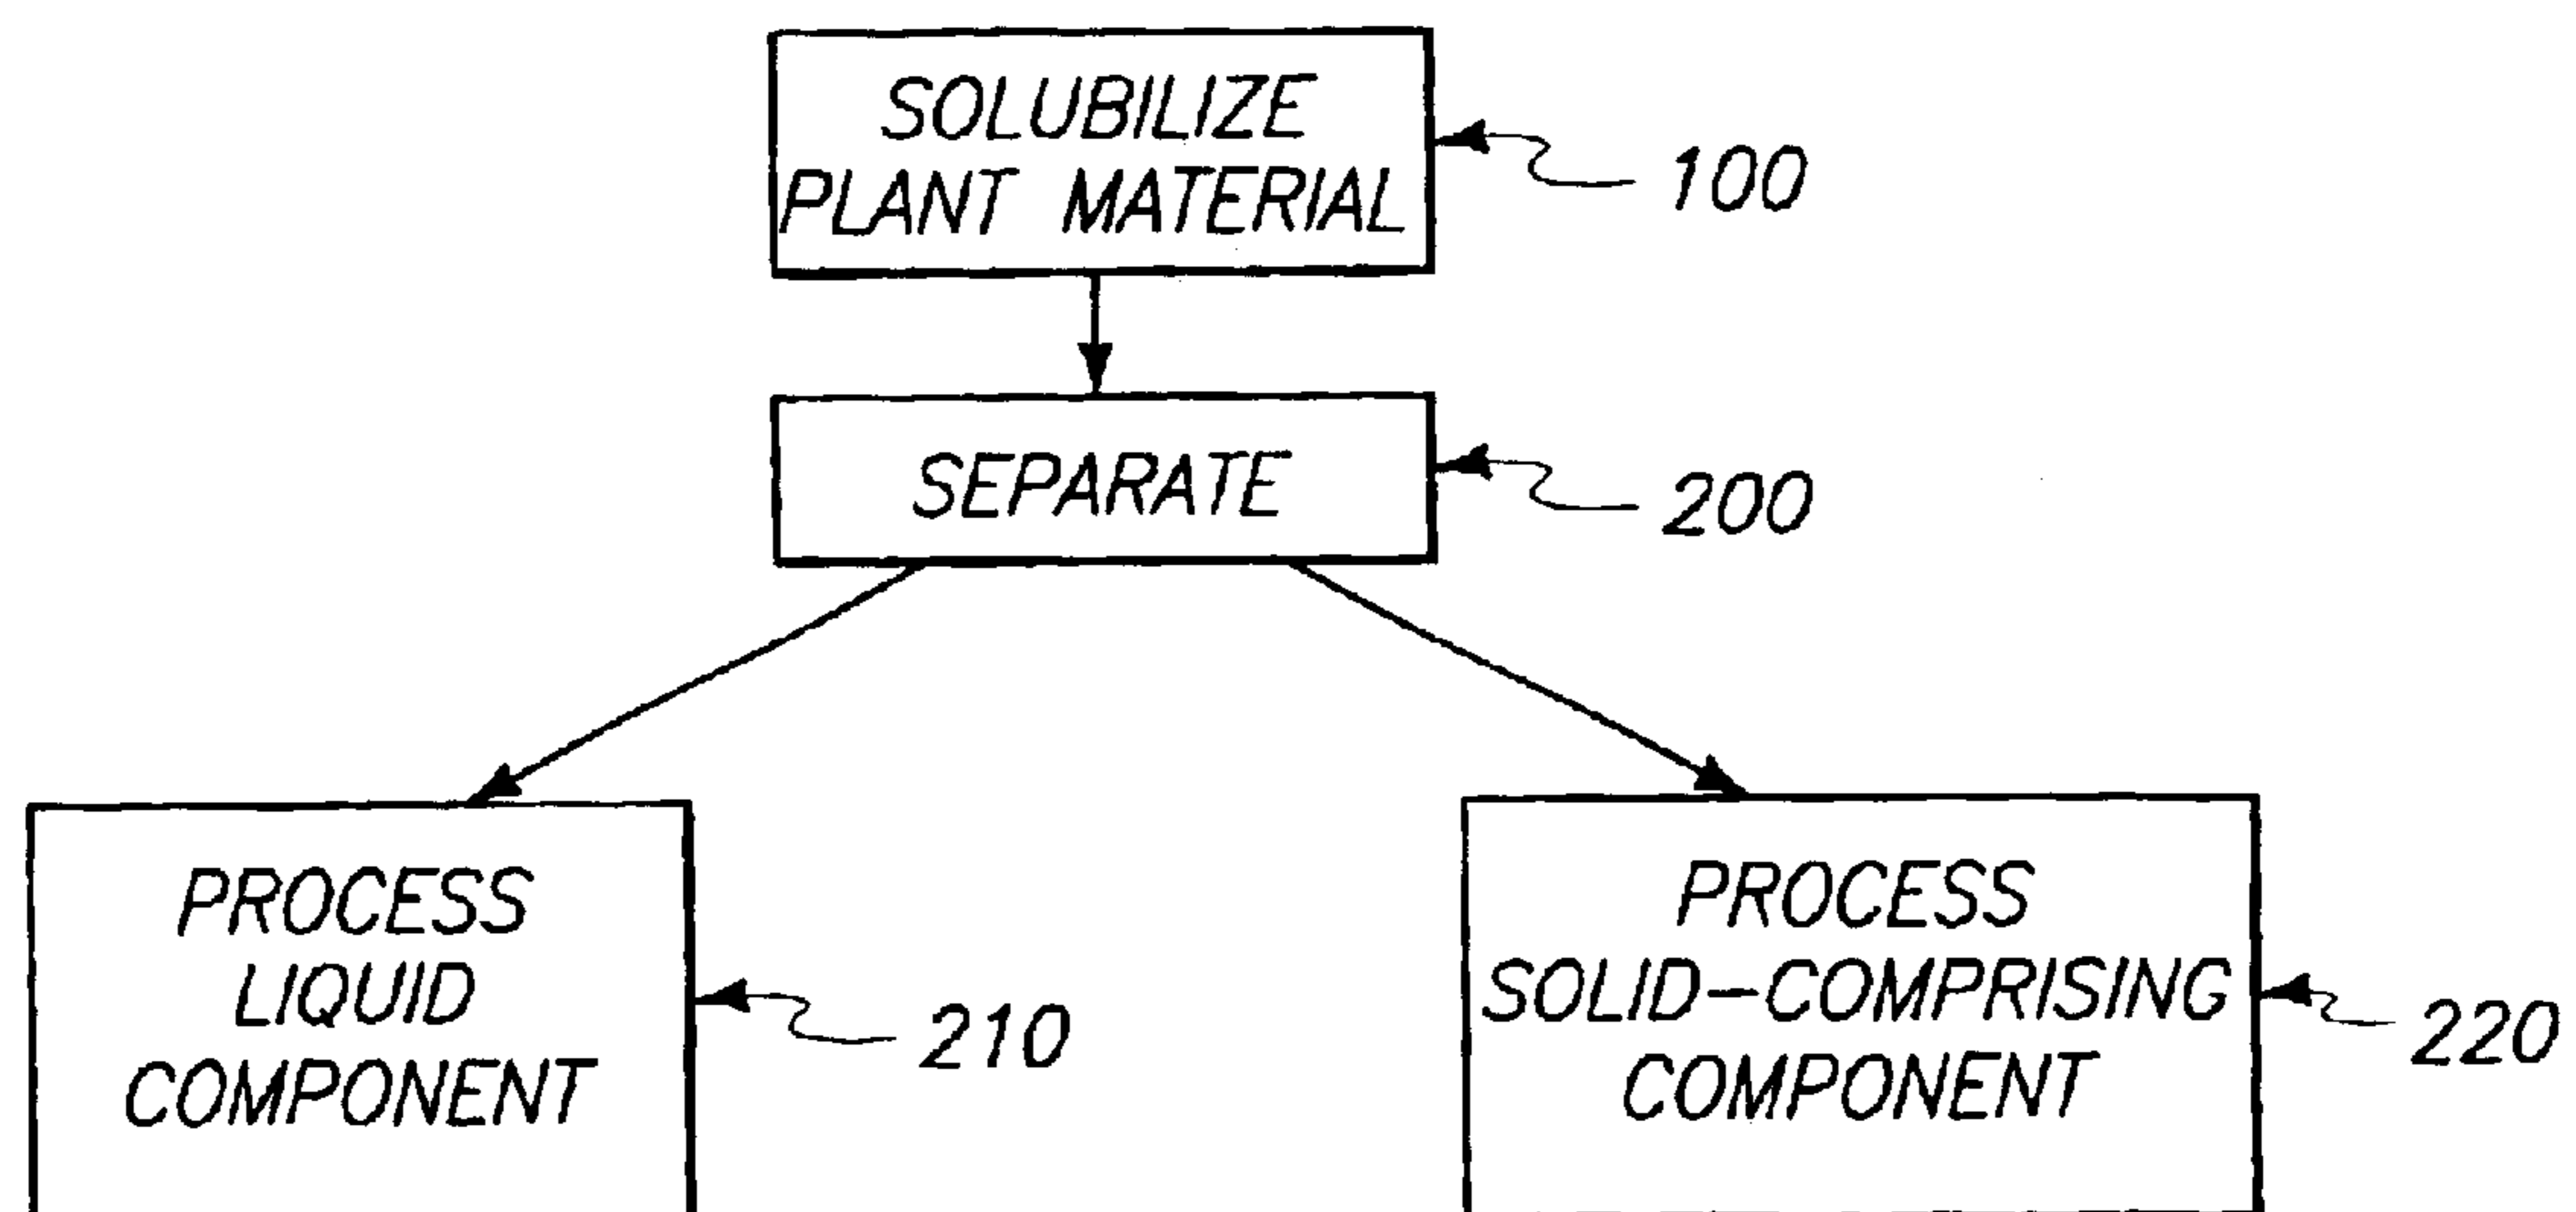 SOLUBILIZE
PLANT MATERIAL
100
SEPARATE
200
PROCESS
LIQUID
COMPONENT
210
PROCESS
SOLID-COMPRISING
COMPONENT
220